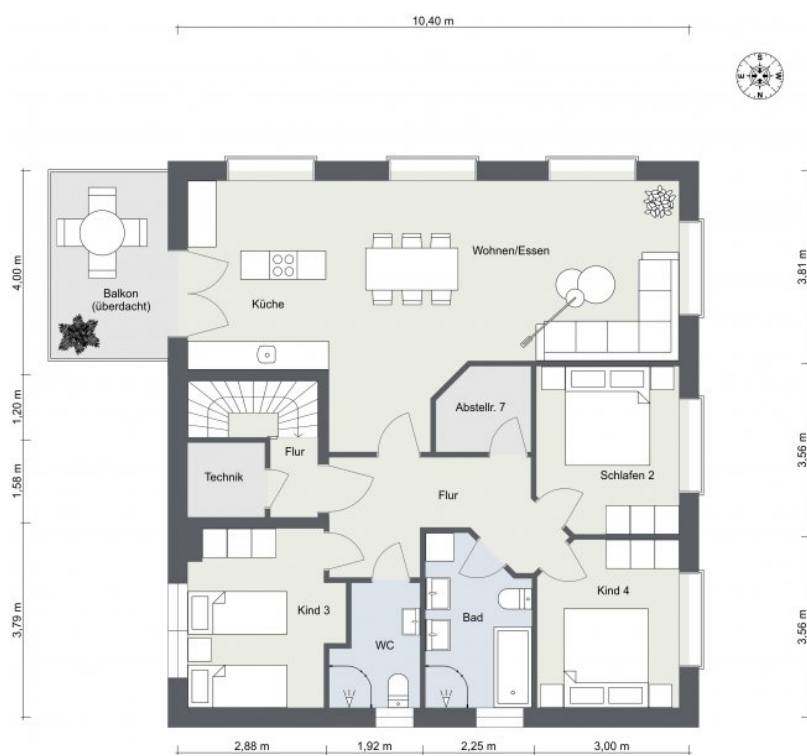 10,40 m
S
E
W
N
4,00 m
Wohnen/Essen
3,81 m
Balkon
(überdacht)
Küche
1,20 m
Abstellr. 7
3,56 m
Flur
Technik
Schlafen 2
1,58 m
Flur
3,79 m
Kind 3
WC
Bad
Kind 4
3,56 m
2,88 m
1,92 m
2,25 m
3,00 m